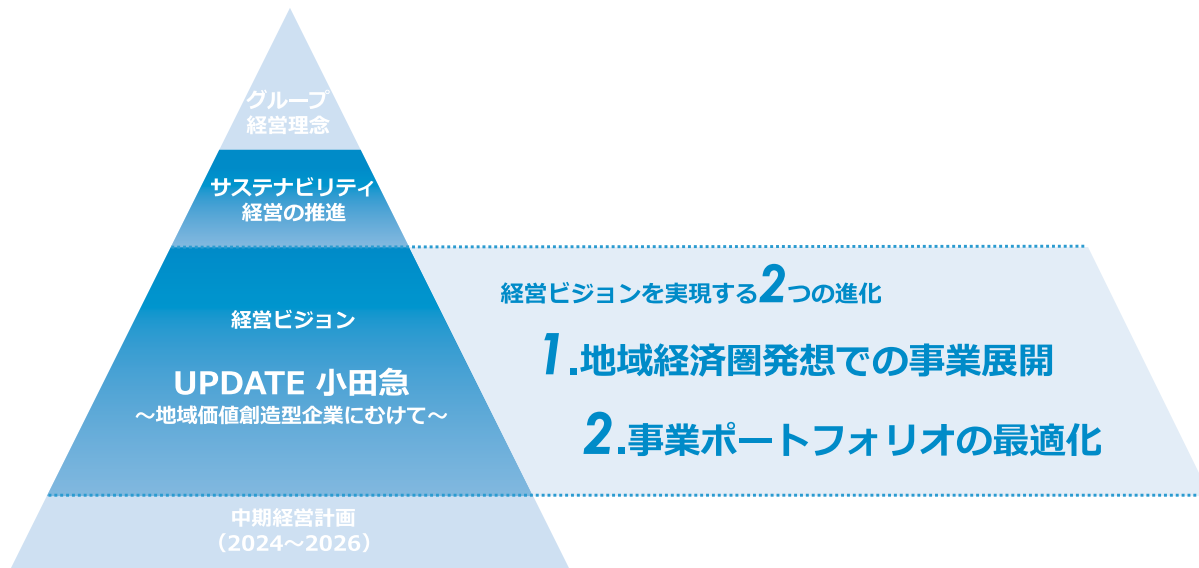 グループ
経営理念
サステナビリティ
経営の推進
経営ビジョン
UPDATE 小田急
～地域価値創造型企業にむけて～
経営ビジョンを実現する2つの進化
1.地域経済圏発想での事業展開
2.事業ポートフォリオの最適化
中期経営計画
（2024～2026）